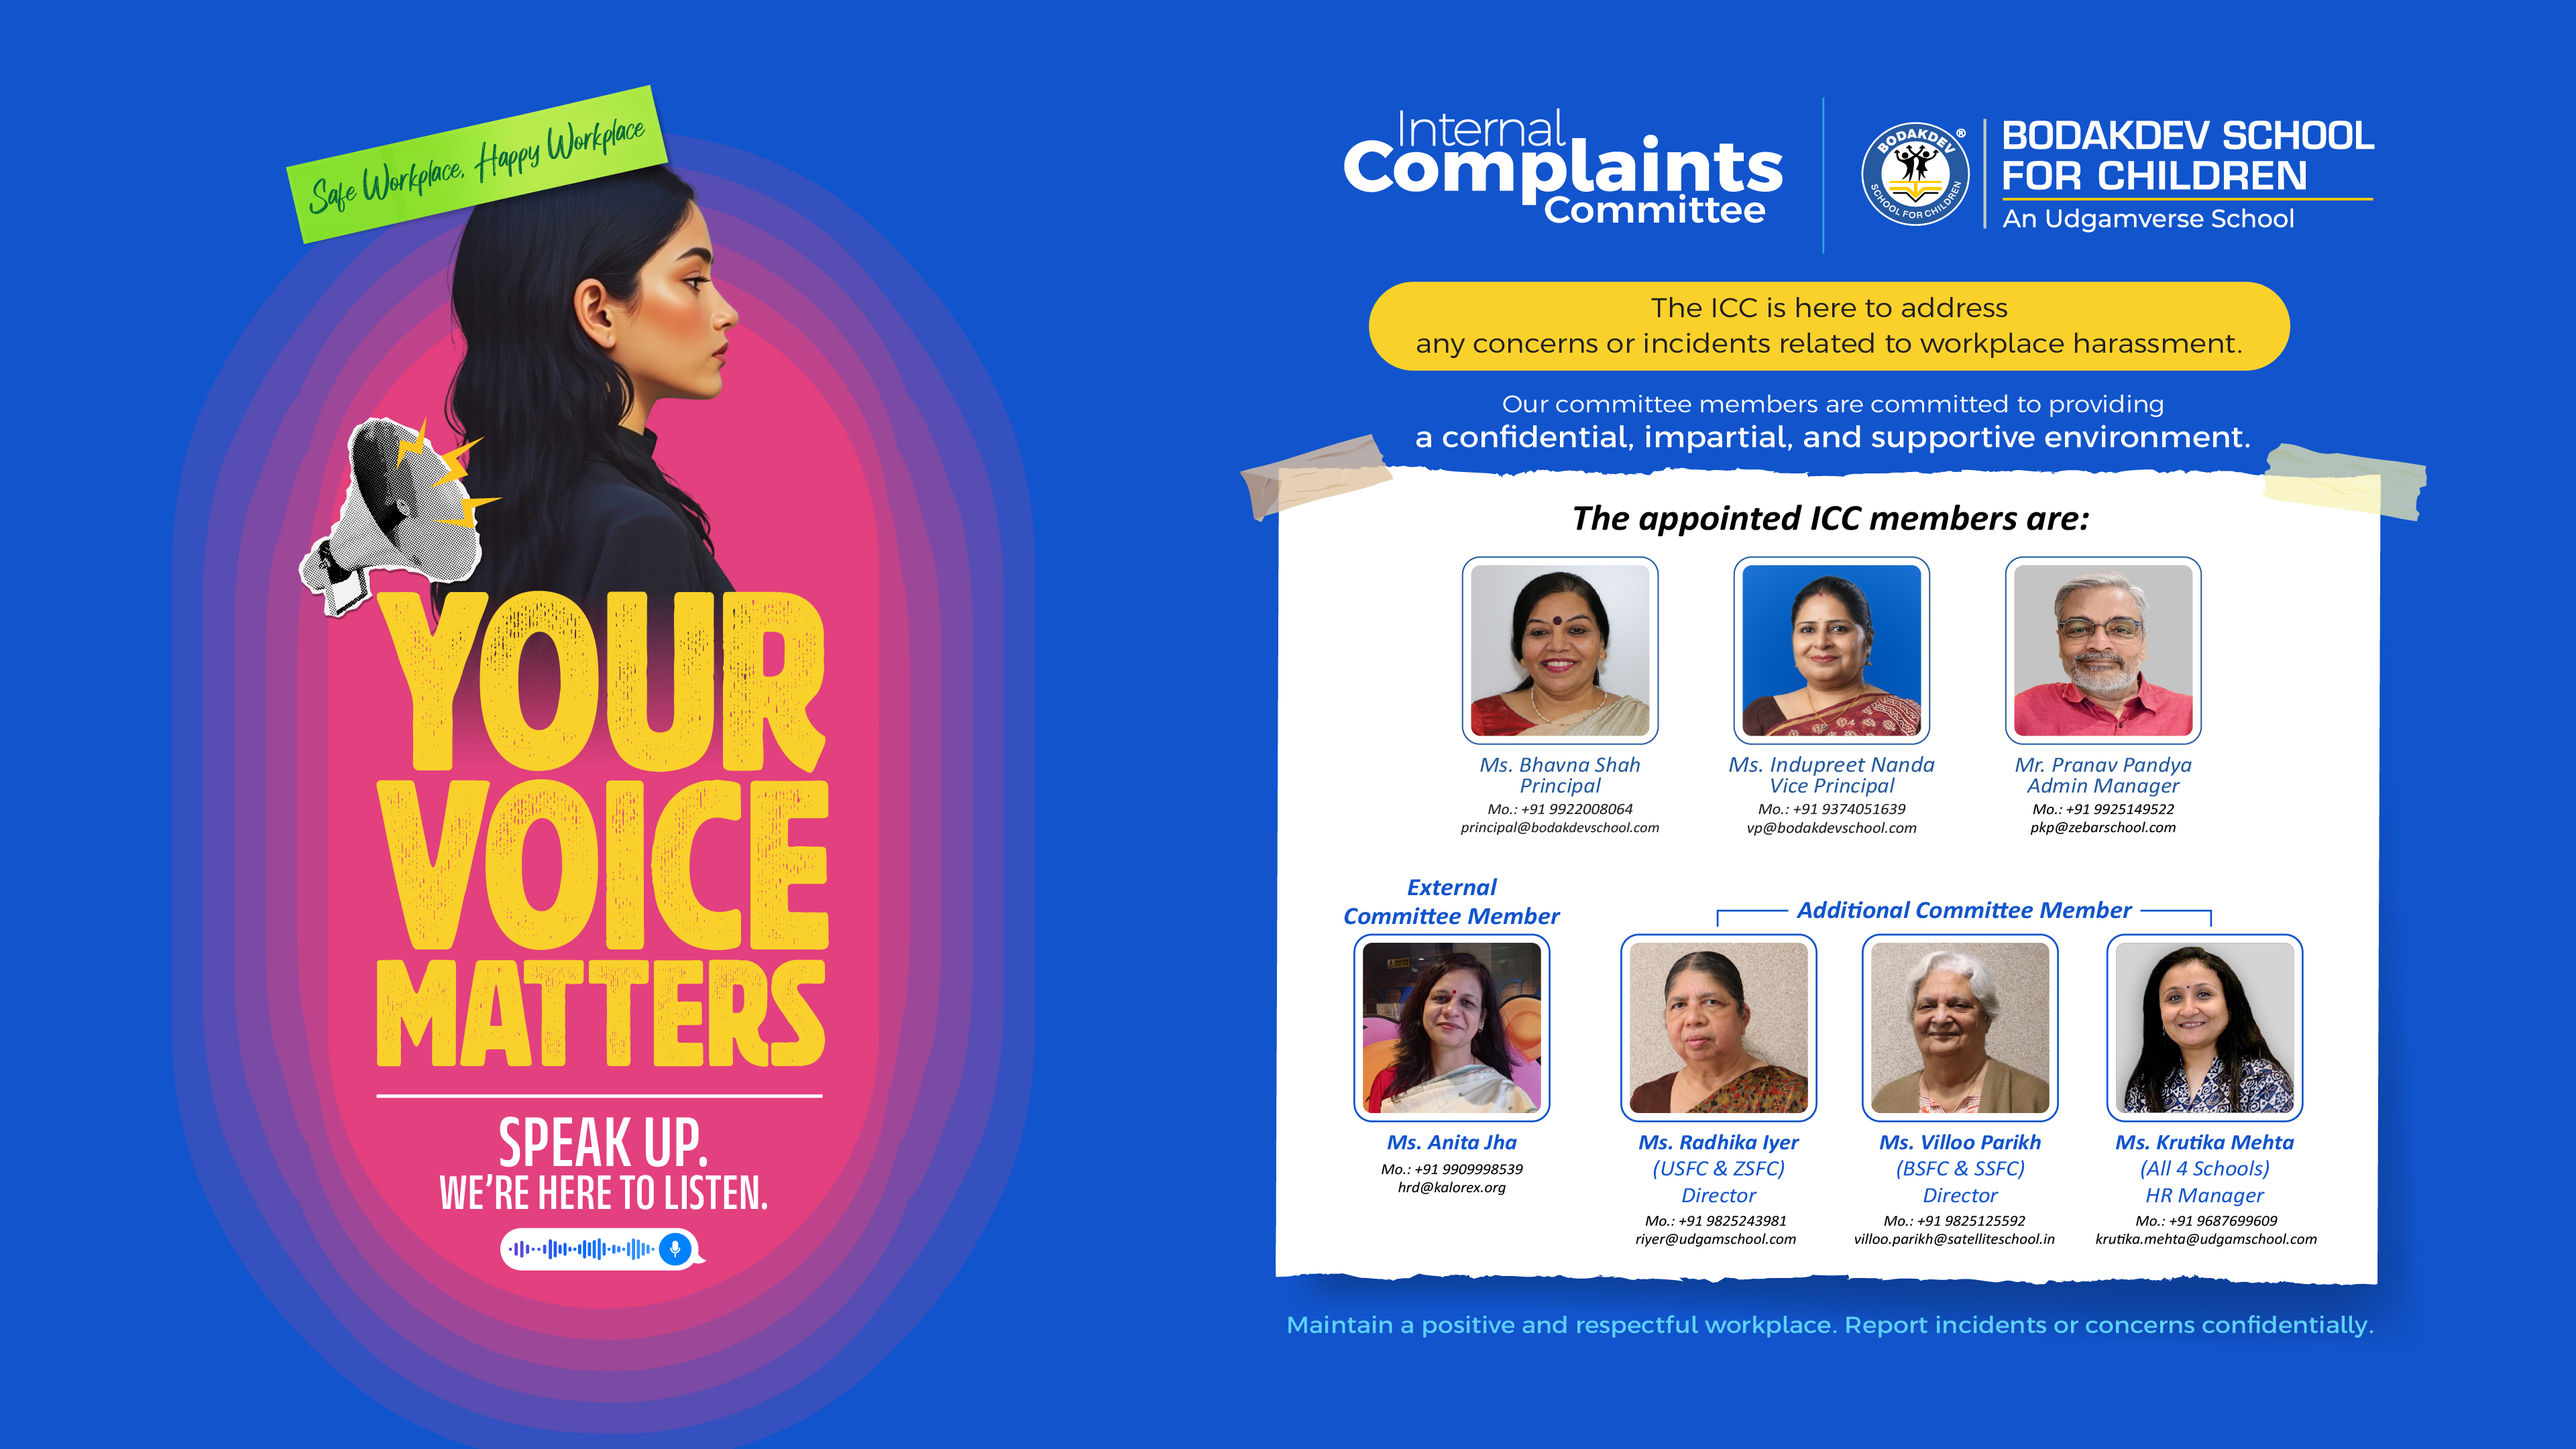 Safe Workplace, Happy Workplace
YOUR
VOICE
MATTERS
SPEAK UP.
WE'RE HERE TO LISTEN.
Internal
Complaints
Committee
BODAKDEV
SCHOOL FOR CHILDREN
®
BODAKDEV SCHOOL
FOR CHILDREN
An Udgamverse School
The ICC is here to address
any concerns or incidents related to workplace harassment.
Our committee members are committed to providing
a confidential, impartial, and supportive environment.
The appointed ICC members are:
Ms. Bhavna Shah
Principal
Mo.: +91 9922008064
principal@bodakdevschool.com
Ms. Indupreet Nanda
Vice Principal
Mo.: +91 9374051639
vp@bodakdevschool.com
Mr. Pranav Pandya
Admin Manager
Mo.: +91 9925149522
pkp@zebarschool.com
External
Committee Member
Ms. Anita Jha
Mo.: +91 9909998539
hrd@kalorex.org
Additional Committee Member
Ms. Radhika Iyer
(USFC & ZSFC)
Director
Mo.: +91 9825243981
riyer@udgamschool.com
Ms. Villoo Parikh
(BSFC & SSFC)
Director
Mo.: +91 9825125592
villoo.parikh@satelliteschool.in
Ms. Krutika Mehta
(All 4 Schools)
HR Manager
Mo.: +91 9687699609
krutika.mehta@udgamschool.com
Maintain a positive and respectful workplace. Report incidents or concerns confidentially.